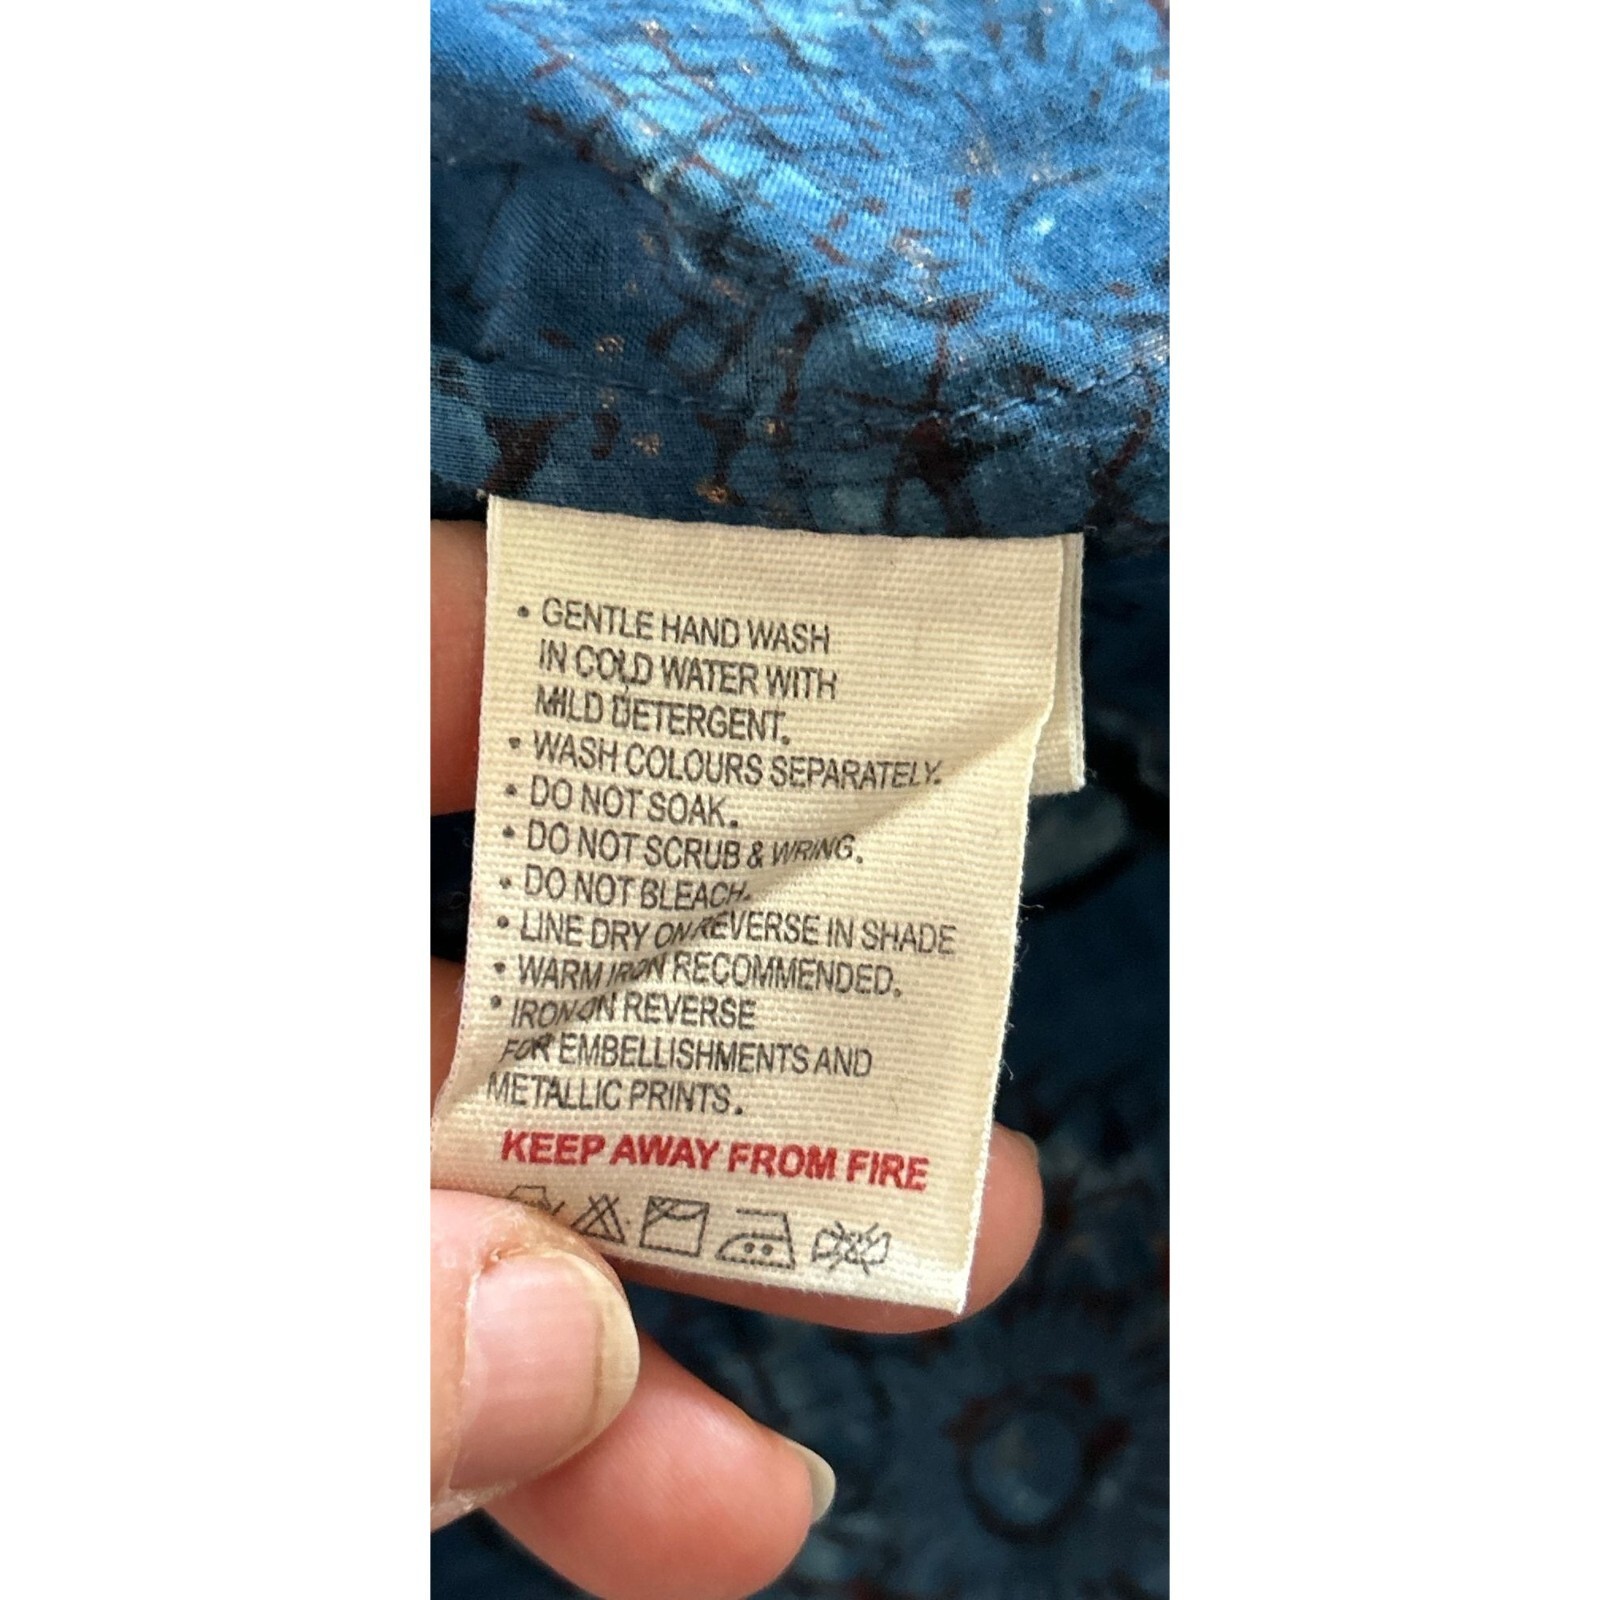 • GENTLE HAND WASH
IN COLD WATER WITH
MILD DETERGENT.
• WASH COLOURS SEPARATELY.
• DO NOT SOAK.
• DO NOT SCRUB & WRING.
• DO NOT BLEACH.
• LINE DRY ON REVERSE IN SHADE
• WARM IRON RECOMMENDED.
• IRON ON REVERSE
FOR EMBELLISHMENTS AND
METALLIC PRINTS.
KEEP AWAY FROM FIRE